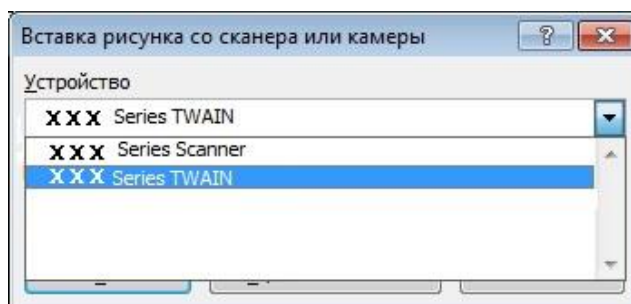 Вставка рисунка со сканера или камеры
Устройство
XXX Series TWAIN
XXX Series Scanner
XXX Series TWAIN